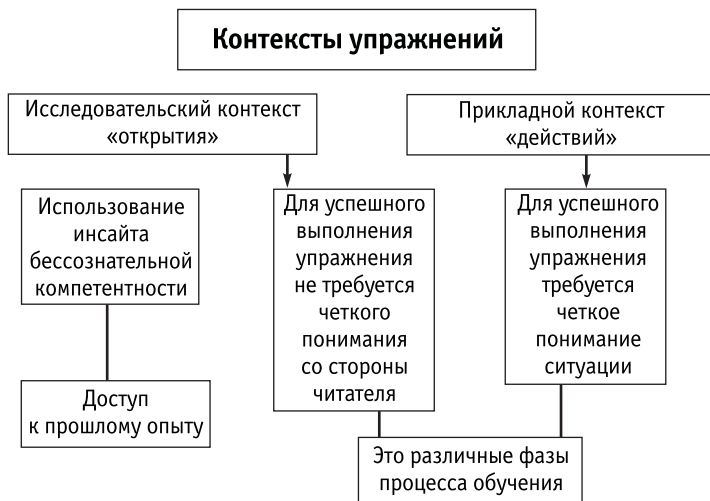 Контексты упражнений
Исследовательский контекст
«открытия»
Прикладной контекст
«действий»
Использование
инсайта
бессознательной
компетентности
Для успешного
выполнения
упражнения
не требуется
четкого
понимания
со стороны
читателя
Для успешного
выполнения
упражнения
требуется
четкое
понимание
ситуации
Доступ
к прошлому опыту
Это различные фазы
процесса обучения